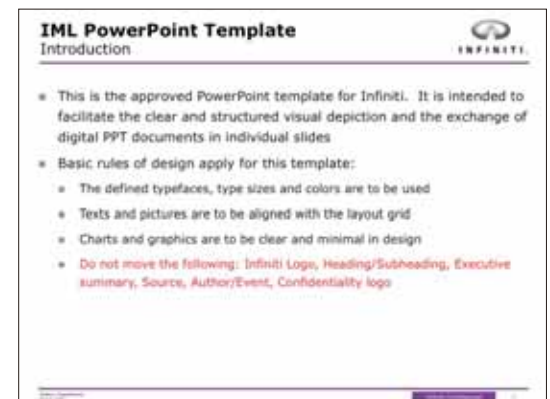 IML PowerPoint Template
Introduction
INFINITI
This is the approved PowerPoint template for Infiniti. It is intended to
facilitate the clear and structured visual depiction and the exchange of
digital PPT documents in individual slides
Basic rules of design apply for this template:
The defined typefaces, type sizes and colors are to be used
Texts and pictures are to be aligned with the layout grid
Charts and graphics are to be clear and minimal in design
Do not move the following: Infiniti Logo, Heading/Subheading, Executive
summary, Source, Author/Event, Confidentiality logo